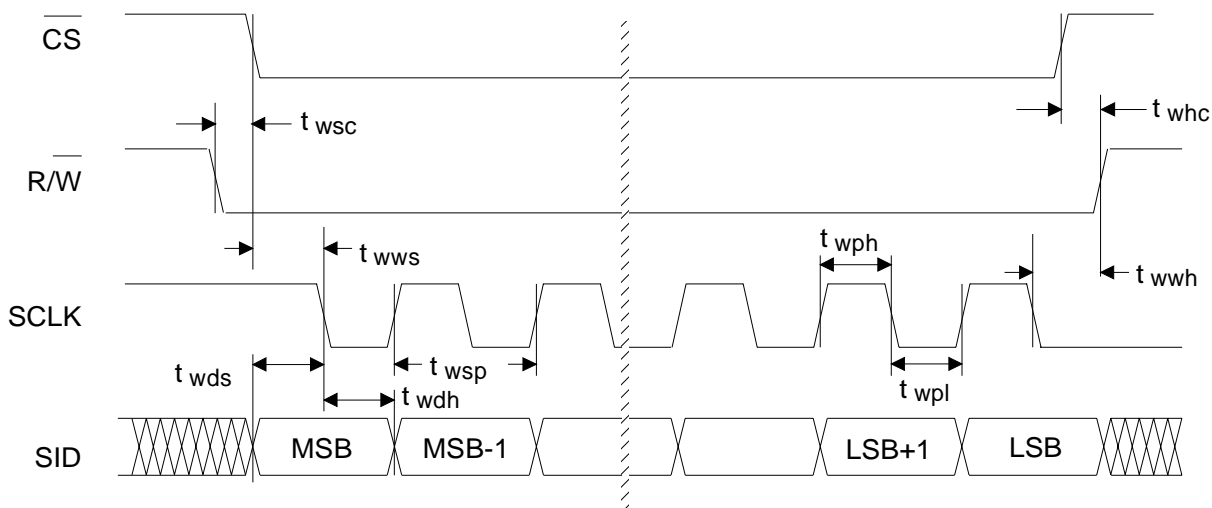 CS
t wsc
t whc
R/W
t wws
t wph
t wwh
SCLK
t wds
t wsp
t wdh
t wpl
SID
MSB
MSB-1
LSB+1
LSB